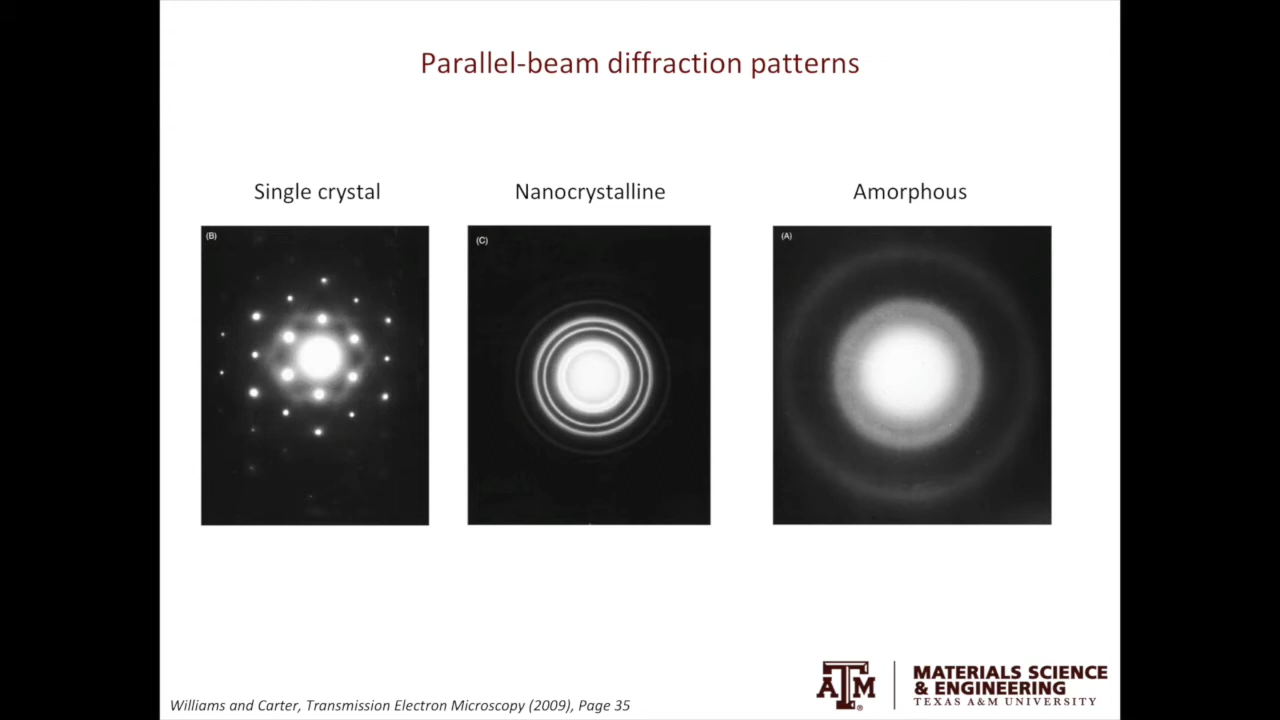 Parallel-beam diffraction patterns
Single crystal
Nanocrystalline
Amorphous
(B)
(C)
(A)
Williams and Carter, Transmission Electron Microscopy (2009), Page 35
ATM®
MATERIALS SCIENCE
& ENGINEERING
TEXAS A&M UNIVERSITY